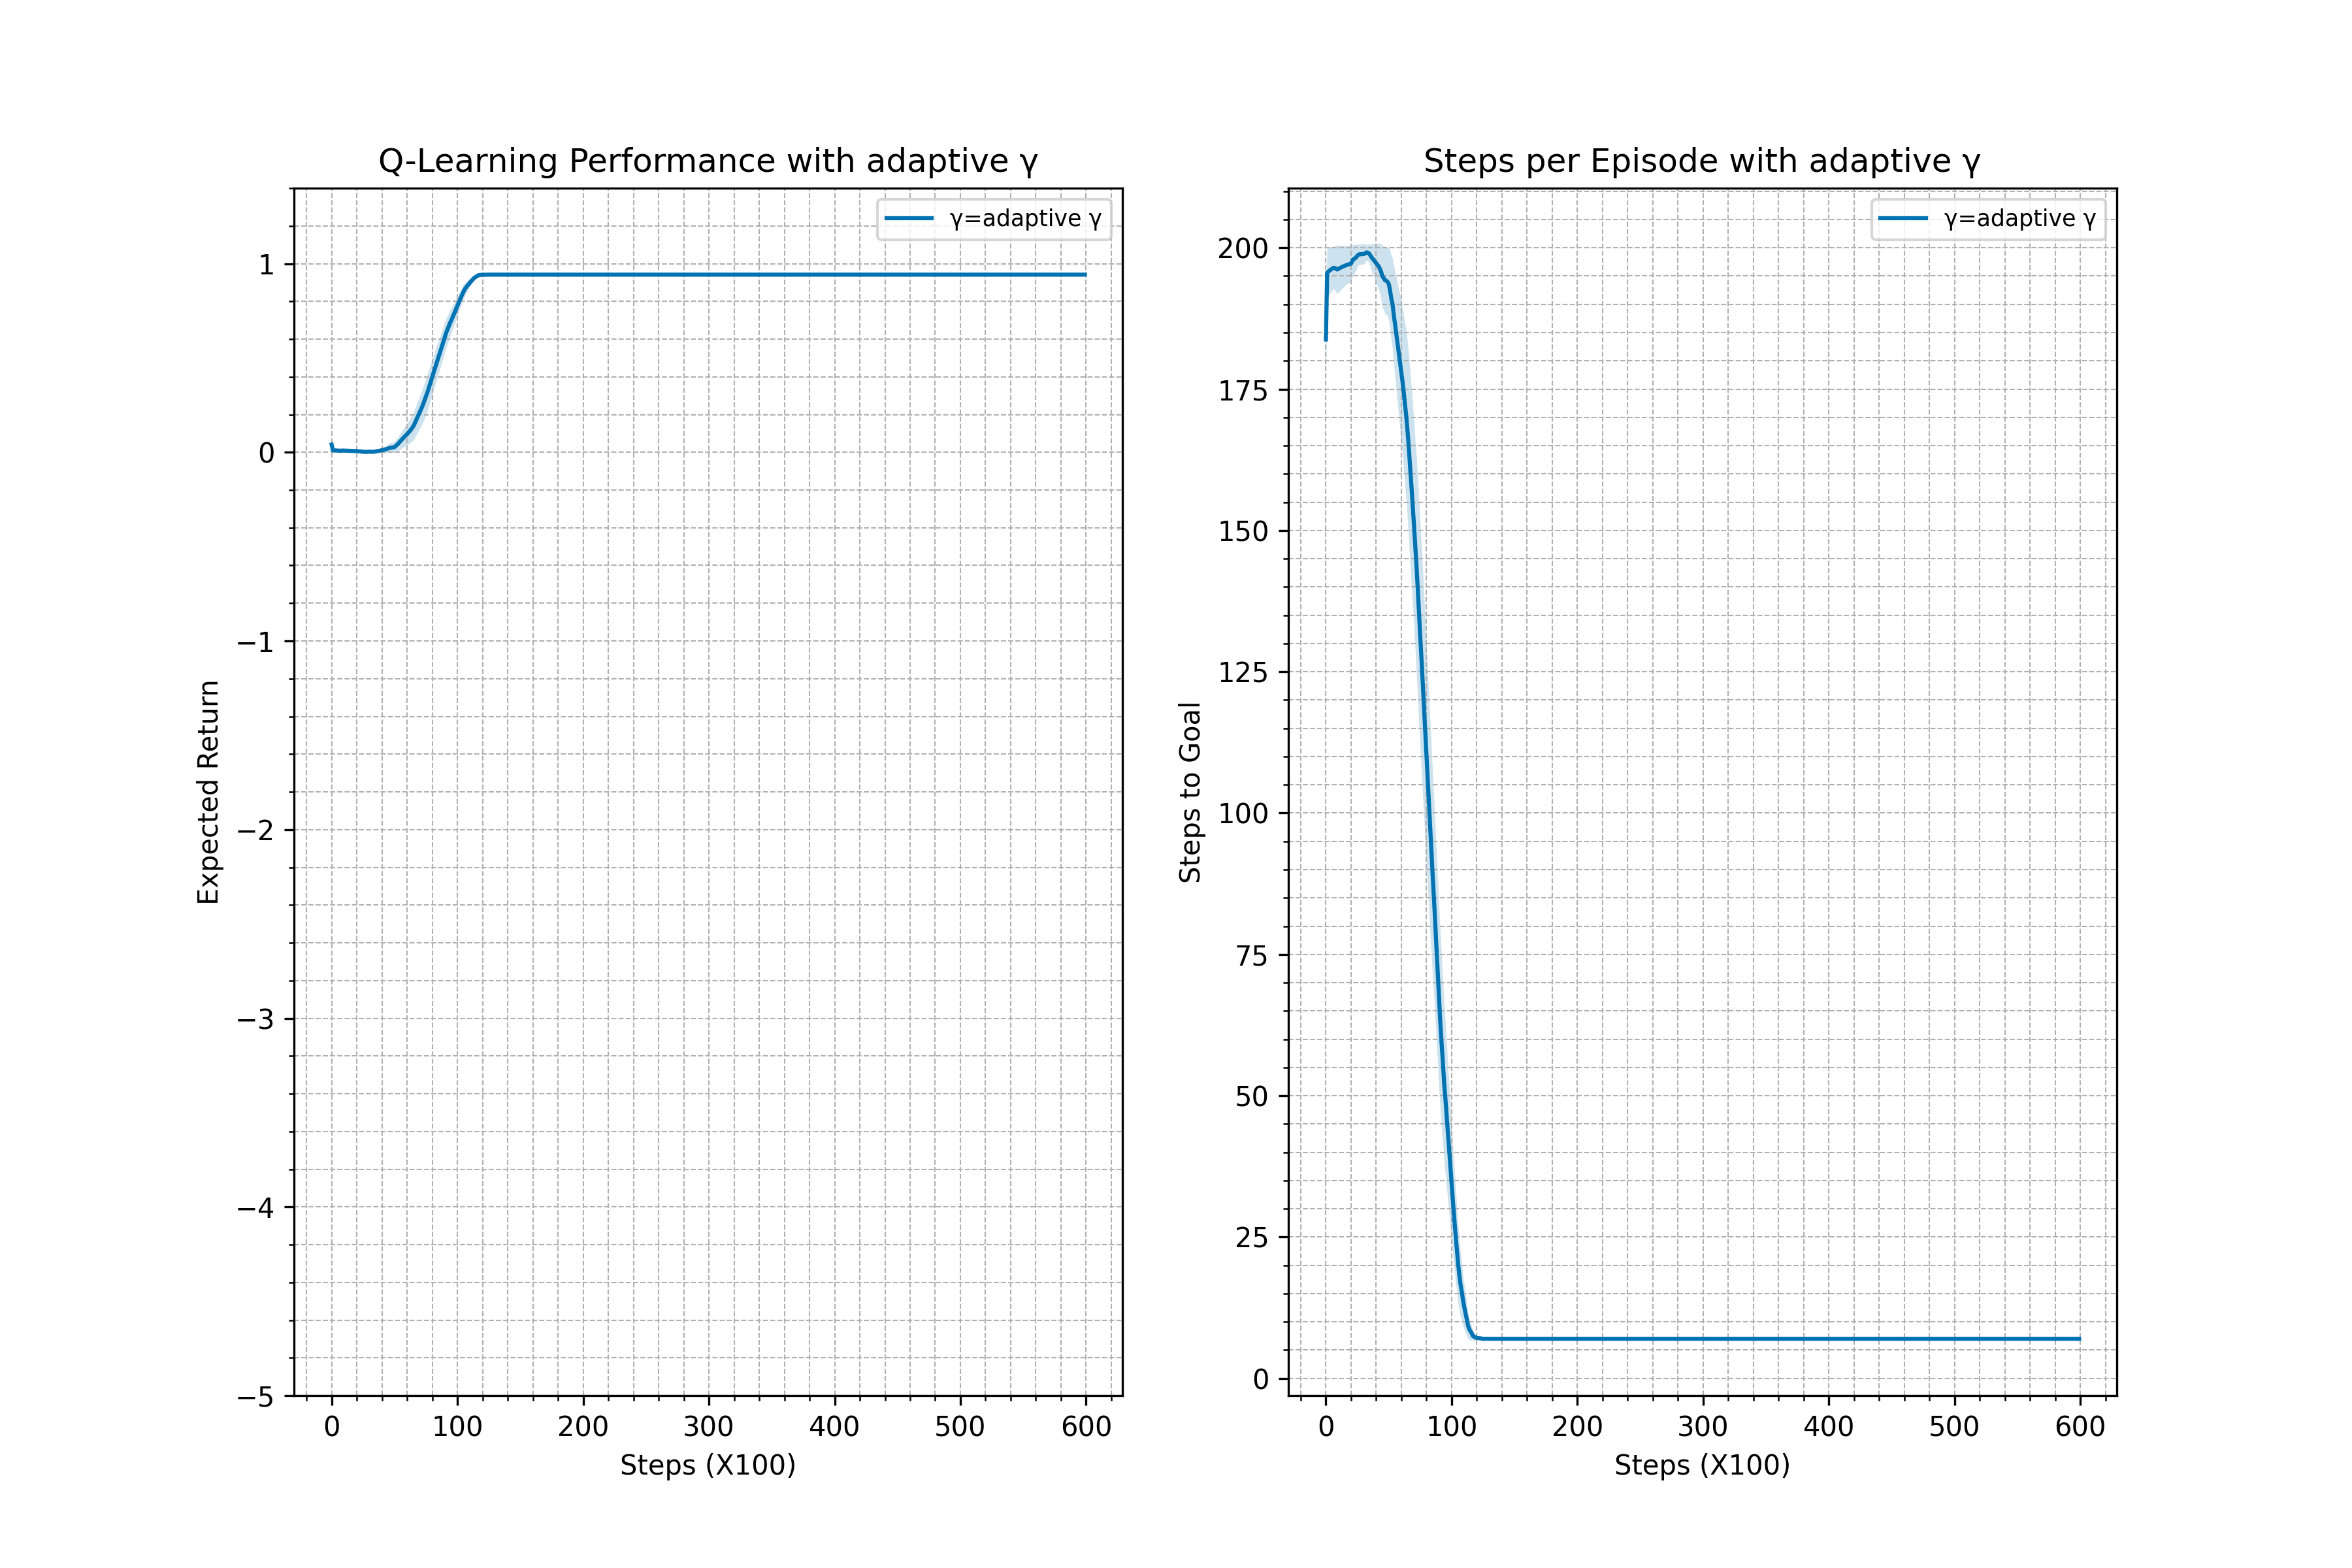 Q-Learning Performance with adaptive γ
γ=adaptive γ
1
0
−1
−2
−3
−4
−5
Expected Return
0 100 200 300 400 500 600
Steps (X100)
Steps per Episode with adaptive γ
γ=adaptive γ
200
175
150
125
100
75
50
25
0
Steps to Goal
0 100 200 300 400 500 600
Steps (X100)